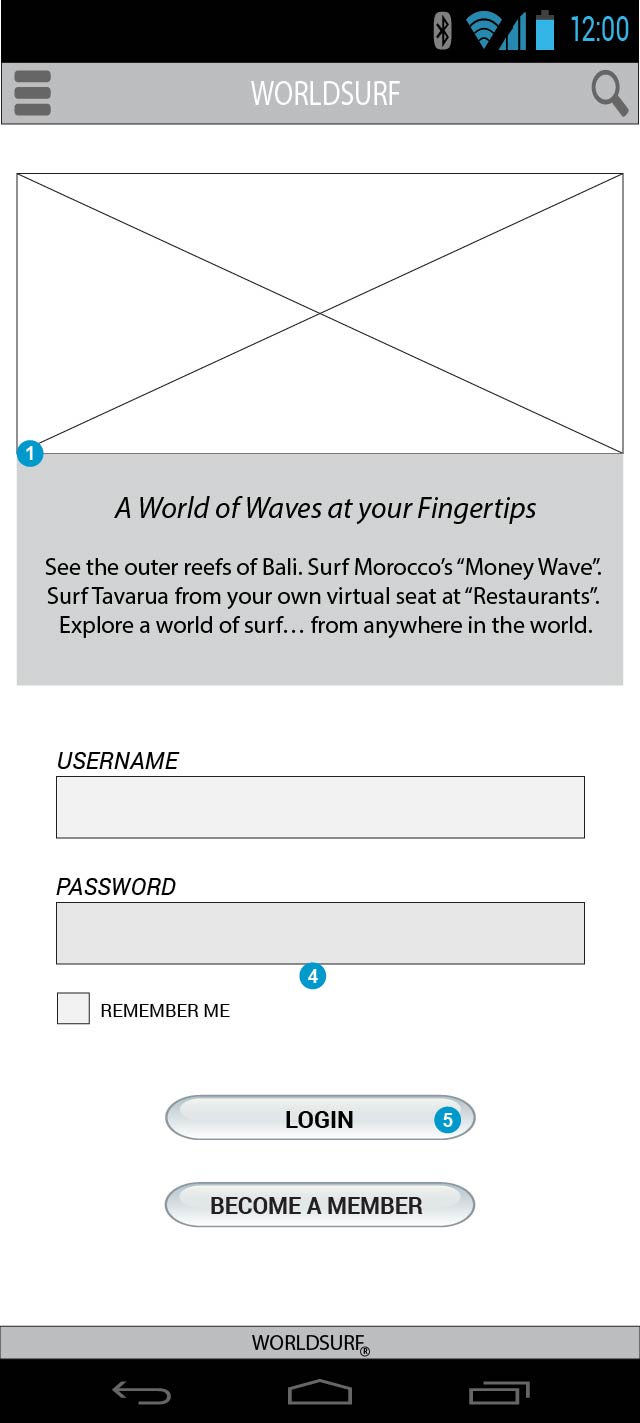 12:00
WORLDSURF
1
A World of Waves at your Fingertips
See the outer reefs of Bali. Surf Morocco’s “Money Wave”.
Surf Tavarua from your own virtual seat at “Restaurants”.
Explore a world of surf… from anywhere in the world.
USERNAME
PASSWORD
4
REMEMBER ME
LOGIN 5
BECOME A MEMBER
WORLDSURF®